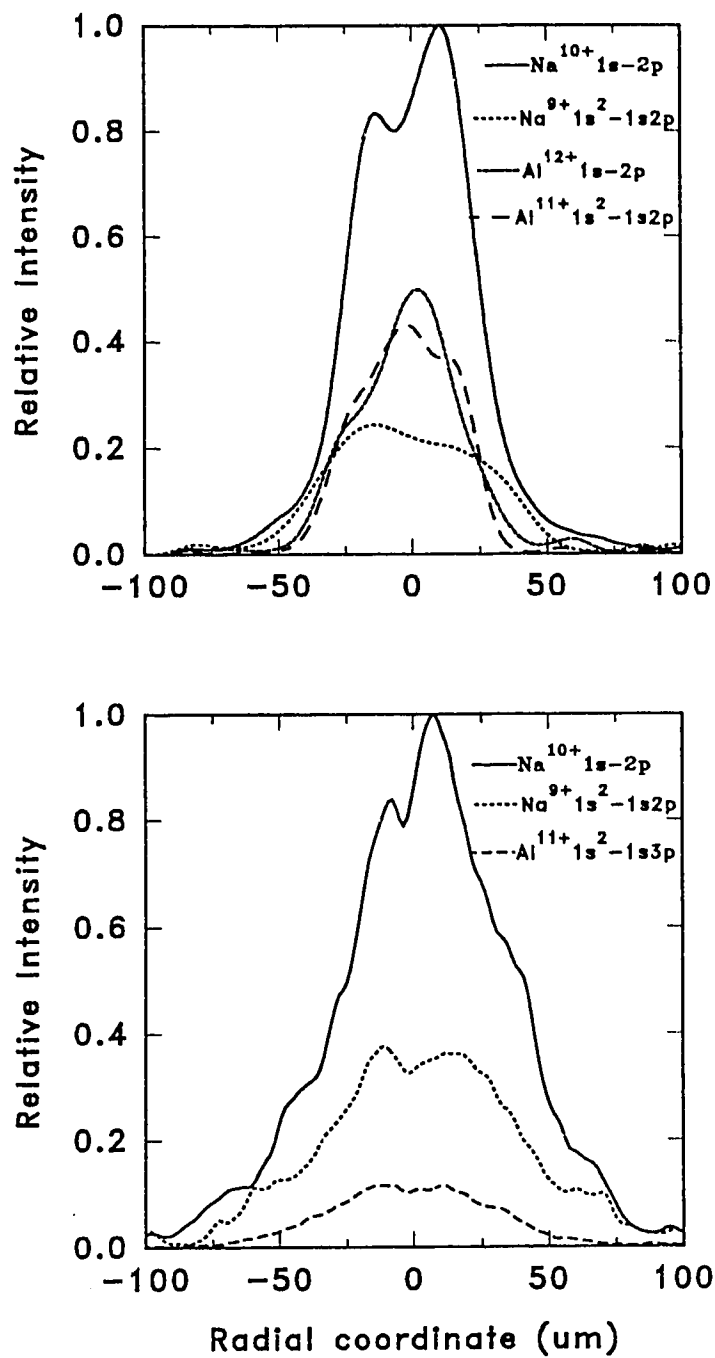 1.0
0.8
0.6
0.4
0.2
0.0
Relative Intensity
Na10+ 1s-2p
Na9+ 1s2-1s2p
Al12+ 1s-2p
Al11+ 1s2-1s2p
-100 -50 0 50 100
1.0
0.8
0.6
0.4
0.2
0.0
Relative Intensity
Na10+ 1s-2p
Na9+ 1s2-1s2p
Al11+ 1s2-1s3p
-100 -50 0 50 100
Radial coordinate (um)